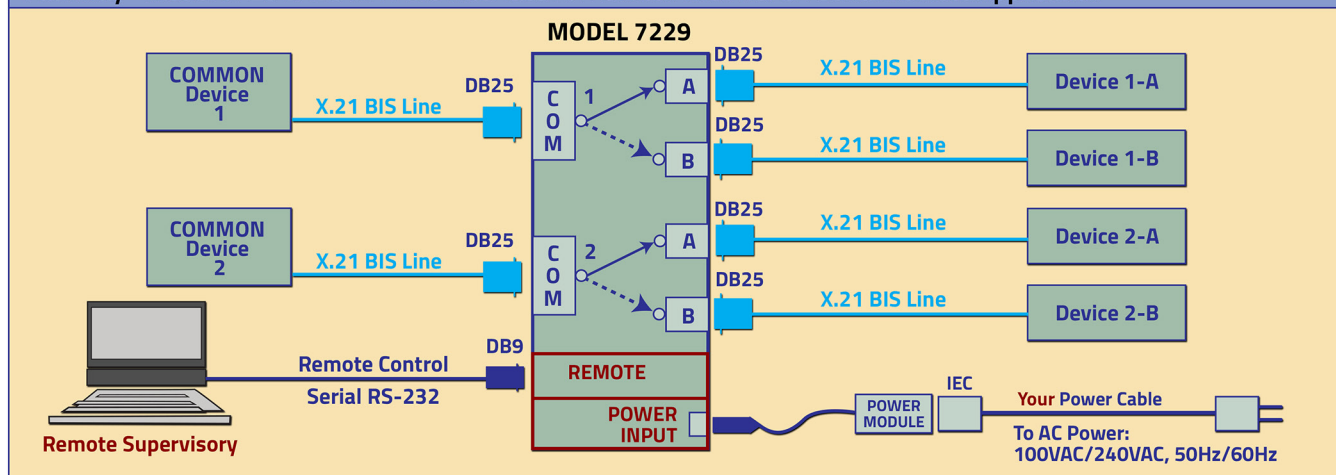 MODEL 7229
COMMON
Device
1
X.21 BIS Line
DB25
C
O
M
1
A
B
DB25
X.21 BIS Line
Device 1-A
DB25
X.21 BIS Line
Device 1-B
COMMON
Device
2
X.21 BIS Line
DB25
C
O
M
2
A
B
DB25
X.21 BIS Line
Device 2-A
DB25
X.21 BIS Line
Device 2-B
Remote Supervisory
Remote Control
Serial RS-232
DB9
REMOTE
POWER
INPUT
POWER
MODULE
IEC
Your Power Cable
To AC Power:
100VAC/240VAC, 50Hz/60Hz